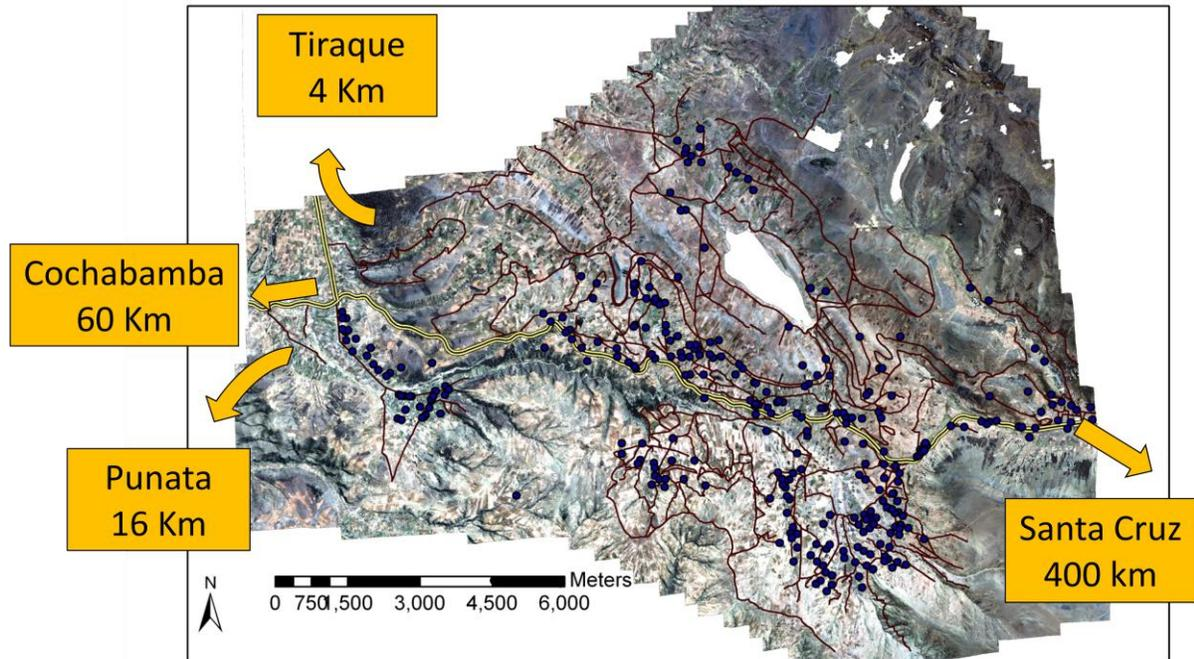 Tiraque
4 Km
Cochabamba
60 Km
Punata
16 Km
Santa Cruz
400 km
N
Meters
0 750 1,500 3,000 4,500 6,000